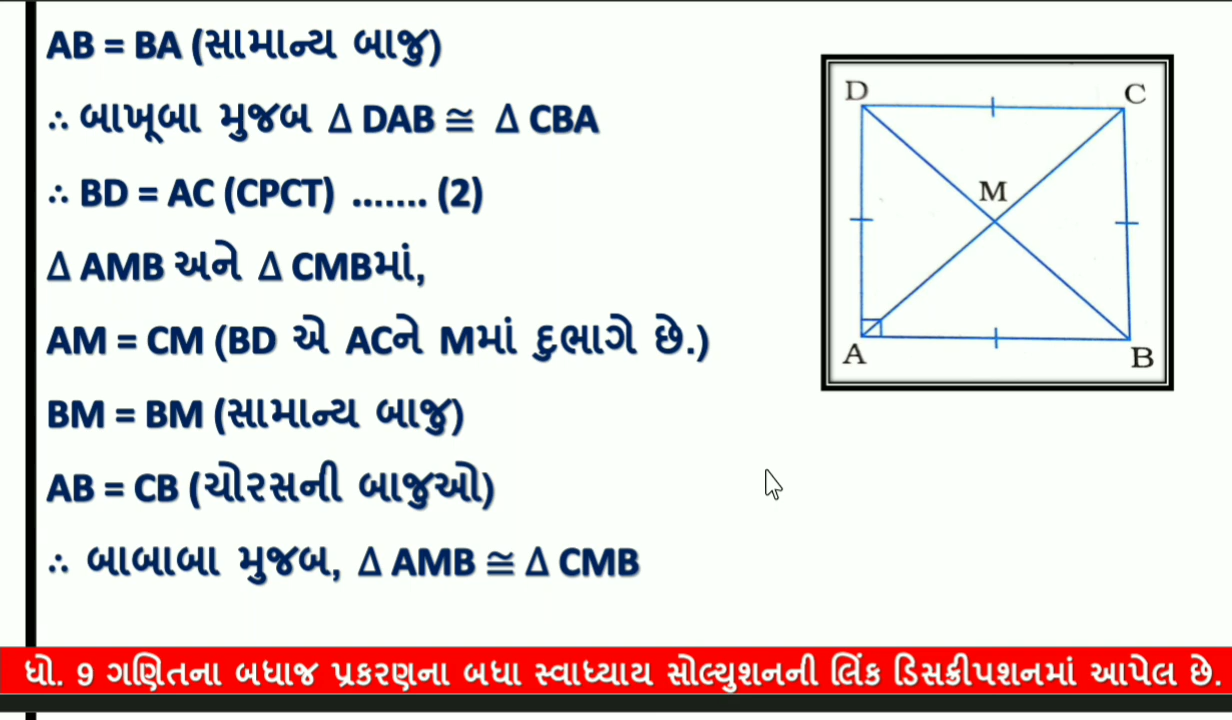 AB = BA (સામાન્ય બાજુ)
∴ બાખૂબા મુજબ Δ DAB ≅ Δ CBA
∴ BD = AC (CPCT) ....... (2)
Δ AMB અને Δ CMBમાં,
AM = CM (BD એ ACને Mમાં દુભાગે છે.)
BM = BM (સામાન્ય બાજુ)
AB = CB (ચોરસની બાજુઓ)
∴ બાબાબા મુજબ, Δ AMB ≅ Δ CMB
D
C
M
A
B
ધો. 9 ગણિતના બધાજ પ્રકરણના બધા સ્વાધ્યાય સોલ્યુશનની લિંક ડિસક્રીપશનમાં આપેલ છે.